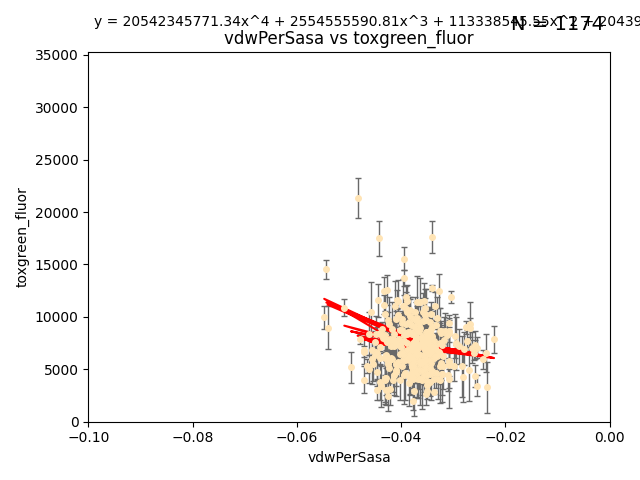 y = 20542345771.34x^4 + 2554555590.81x^3 +
N = 1174
vdwPerSasa vs toxgreen_fluor
35000
30000
25000
20000
15000
10000
5000
0
toxgreen_fluor
−0.10
−0.08
−0.06
−0.04
−0.02
0.00
vdwPerSasa